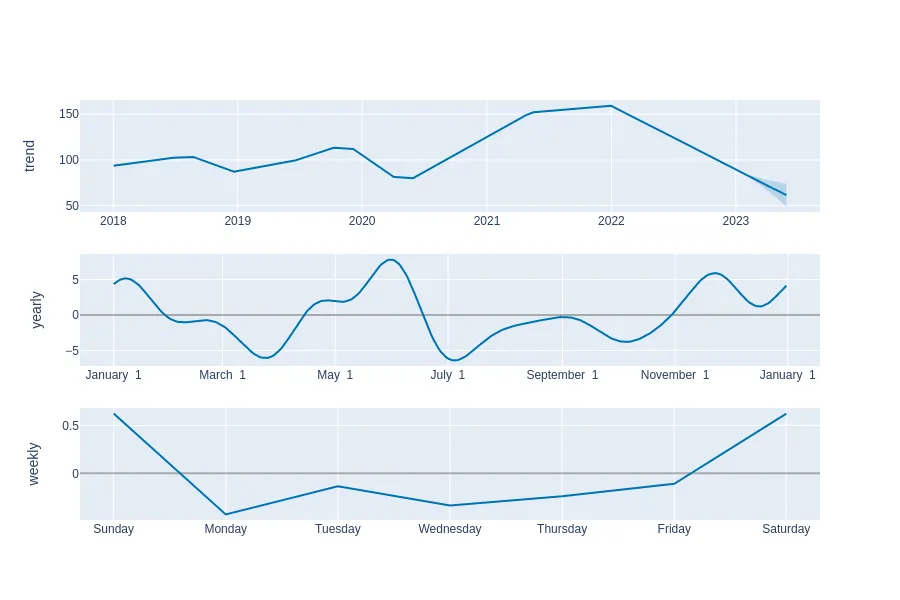 trend
150
100
50
2018 2019 2020 2021 2022 2023
yearly
5
0
−5
January 1 March 1 May 1 July 1 September 1 November 1 January 1
weekly
0.5
0
Sunday Monday Tuesday Wednesday Thursday Friday Saturday